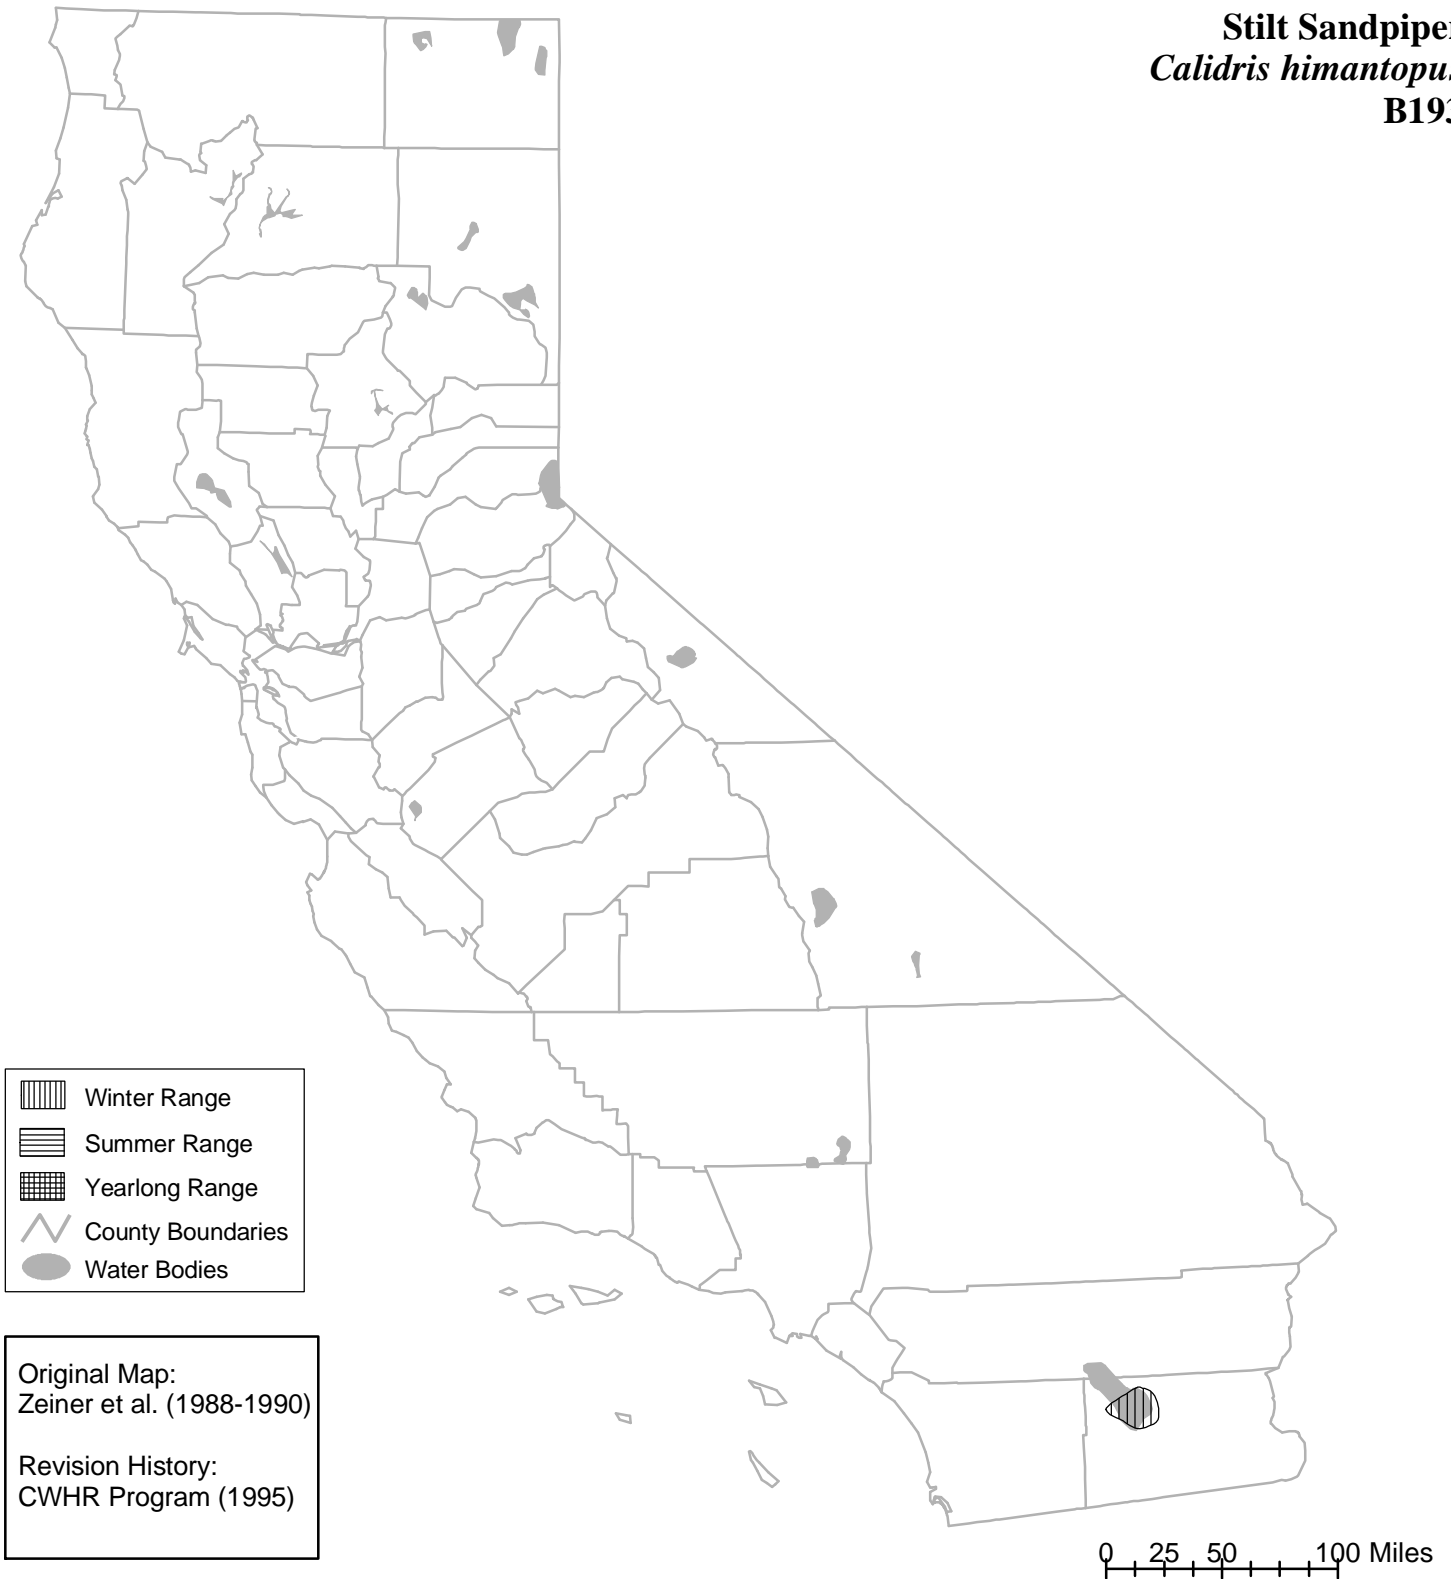 Stilt Sandpiper
Calidris himantopus
B193
Winter Range
Summer Range
Yearlong Range
County Boundaries
Water Bodies
Original Map:
Zeiner et al. (1988-1990)
Revision History:
CWHR Program (1995)
0 25 50 100 Miles